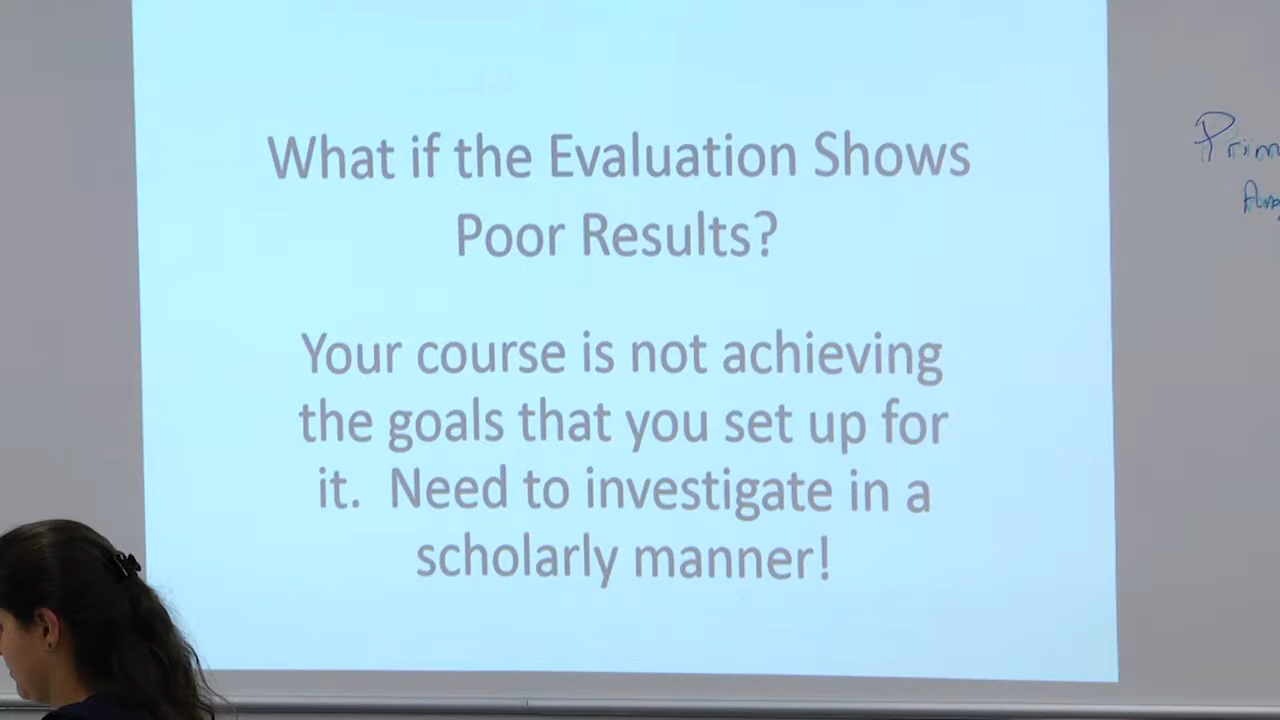 What if the Evaluation Shows
Poor Results?
Your course is not achieving
the goals that you set up for
it.  Need to investigate in a
scholarly manner!